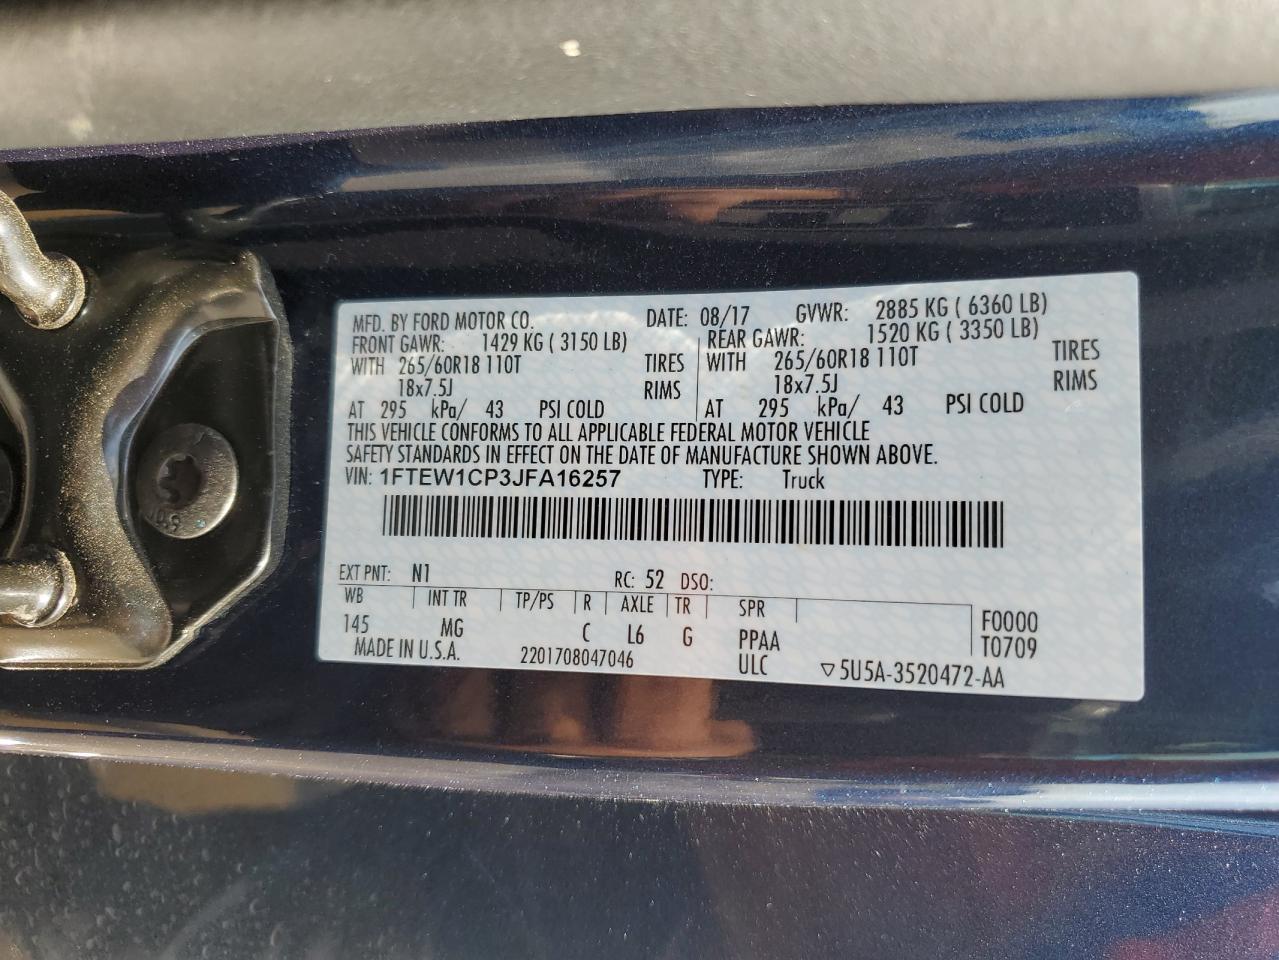 MFD. BY FORD MOTOR CO. DATE: 08/17 GVWR: 2885 KG ( 6360 LB)
FRONT GAWR: 1429 KG ( 3150 LB) REAR GAWR: 1520 KG ( 3350 LB)
WITH 265/60R18 110T TIRES WITH 265/60R18 110T TIRES
18x7.5J RIMS 18x7.5J RIMS
AT 295 kPa/ 43 PSI COLD AT 295 kPa/ 43 PSI COLD
THIS VEHICLE CONFORMS TO ALL APPLICABLE FEDERAL MOTOR VEHICLE
SAFETY STANDARDS IN EFFECT ON THE DATE OF MANUFACTURE SHOWN ABOVE.
VIN: 1FTEW1CP3JFA16257 TYPE: Truck
EXT PNT: N1 RC: 52 DSO:
WB INT TR TP/PS R AXLE TR SPR F0000
145 MG C L6 G PPAA T0709
MADE IN U.S.A. 2201708047046 ULC ▽5U5A-3520472-AA